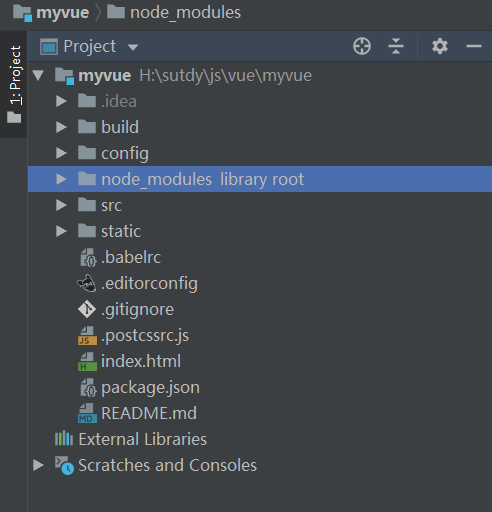 myvue node_modules
1: Project
Project
myvue H:\sutdy\js\vue\myvue
.idea
build
config
node_modules library root
src
static
.babelrc
.editorconfig
.gitignore
.postcssrc.js
index.html
package.json
README.md
External Libraries
Scratches and Consoles